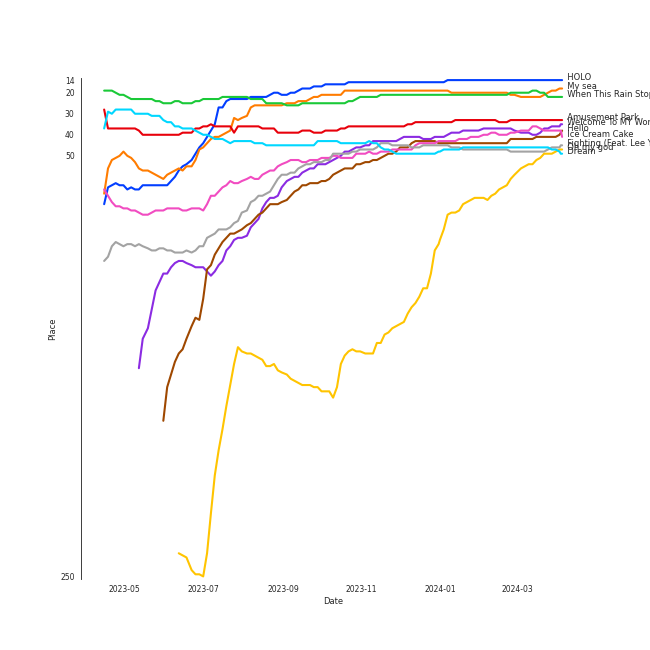 14
20
30
40
50
250
Place
2023-05
2023-07
2023-09
2023-11
2024-01
2024-03
Date
HOLO
My sea
When This Rain Stop
Amusement Park
Welcome To MY Wor
Hello
Ice Cream Cake
Fighting (Feat. Lee Y
god
Dream